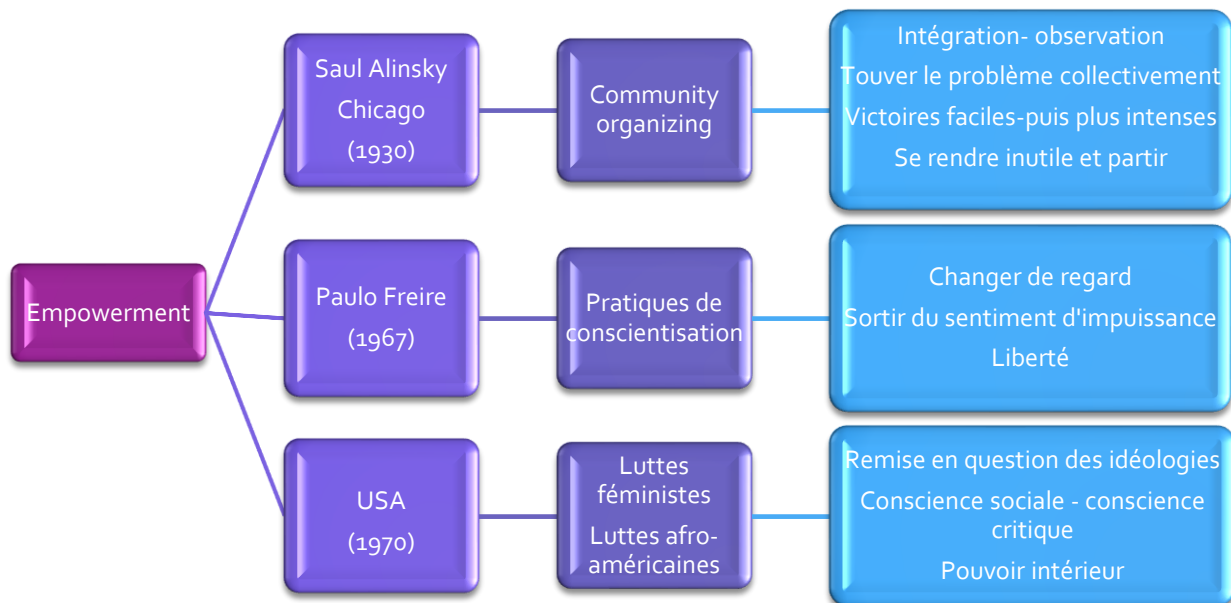 Empowerment
Saul Alinsky
Chicago
(1930)
Community
organizing
Intégration- observation
Touver le problème collectivement
Victoires faciles-puis plus intenses
Se rendre inutile et partir
Paulo Freire
(1967)
Pratiques de
conscientisation
Changer de regard
Sortir du sentiment d'impuissance
Liberté
USA
(1970)
Luttes
féministes
Luttes afro-
américaines
Remise en question des idéologies
Conscience sociale - conscience
critique
Pouvoir intérieur